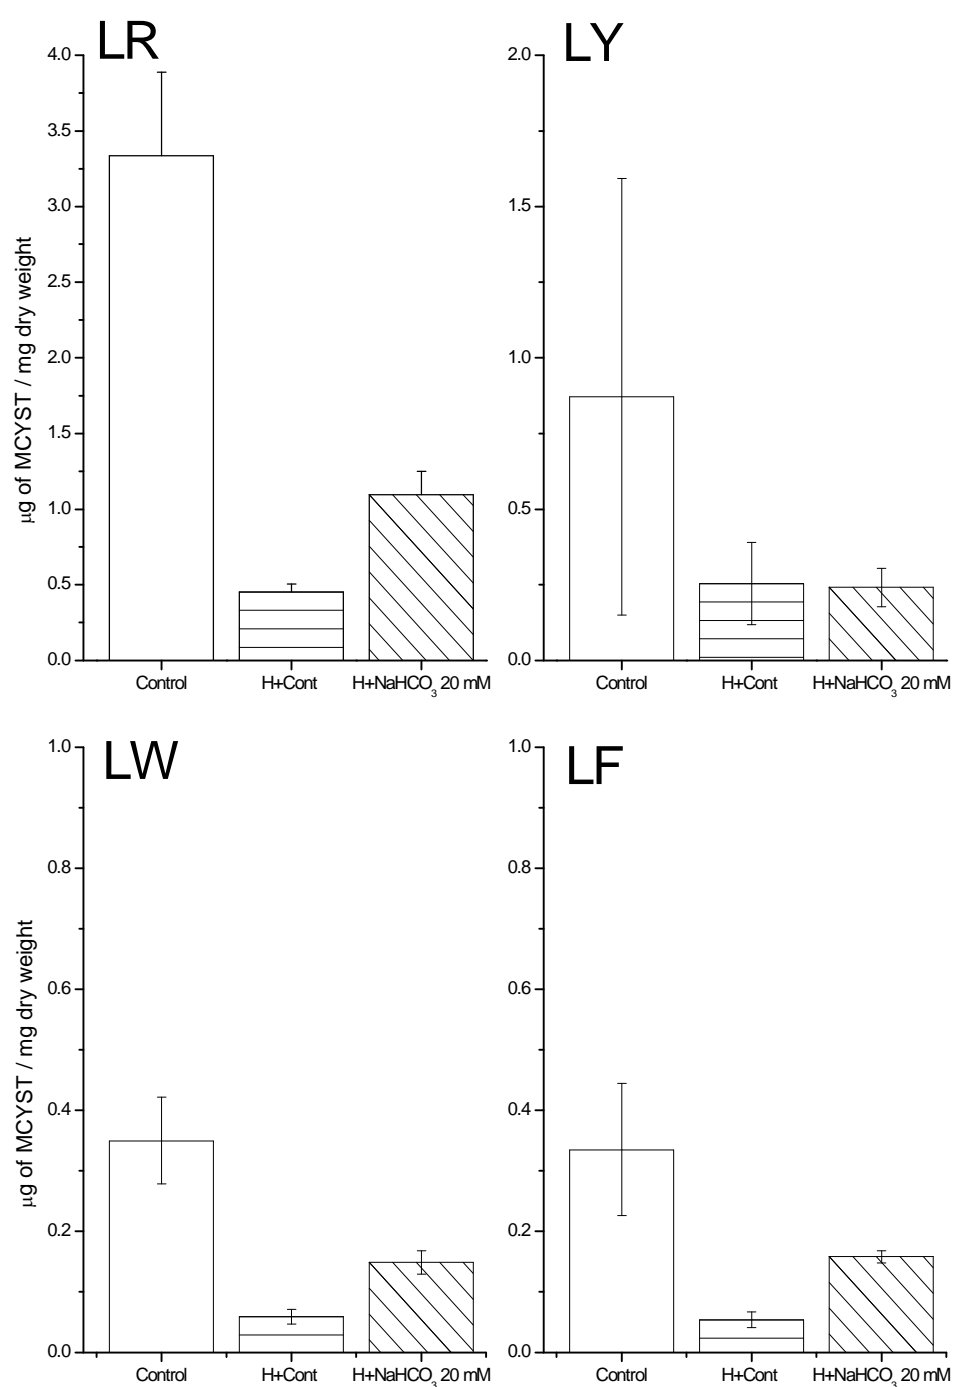 LR
4.0
3.5
3.0
2.5
2.0
1.5
1.0
0.5
0.0
μg of MCYST / mg dry weight
Control
H+Cont
H+NaHCO₃ 20 mM
LY
2.0
1.5
1.0
0.5
0.0
Control
H+Cont
H+NaHCO₃ 20 mM
LW
1.0
0.8
0.6
0.4
0.2
0.0
μg of MCYST / mg dry weight
Control
H+Cont
H+NaHCO₃ 20 mM
LF
1.0
0.8
0.6
0.4
0.2
0.0
Control
H+Cont
H+NaHCO₃ 20 mM